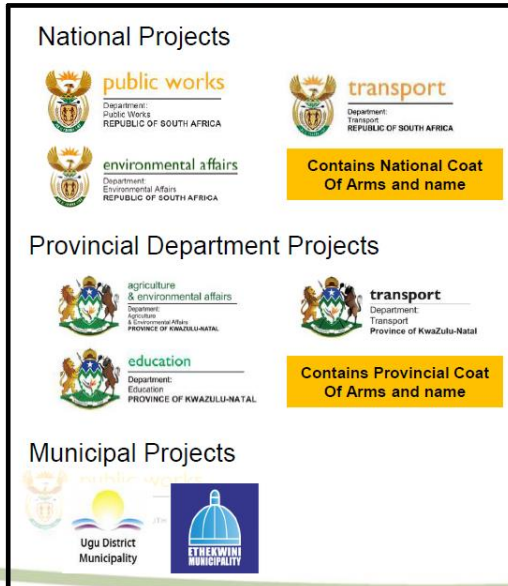 National Projects
public works
Department:
Public Works
REPUBLIC OF SOUTH AFRICA
transport
Department:
Transport
REPUBLIC OF SOUTH AFRICA
environmental affairs
Department:
Environmental Affairs
REPUBLIC OF SOUTH AFRICA
Contains National Coat
Of Arms and name
Provincial Department Projects
agriculture
& environmental affairs
Department:
Agriculture
& Environmental Affairs
PROVINCE OF KWAZULU-NATAL
transport
Department:
Transport
Province of KwaZulu-Natal
education
Department:
Education
PROVINCE OF KWAZULU-NATAL
Contains Provincial Coat
Of Arms and name
Municipal Projects
public works
Ugu District
Municipality
ETHEKWINI
MUNICIPALITY